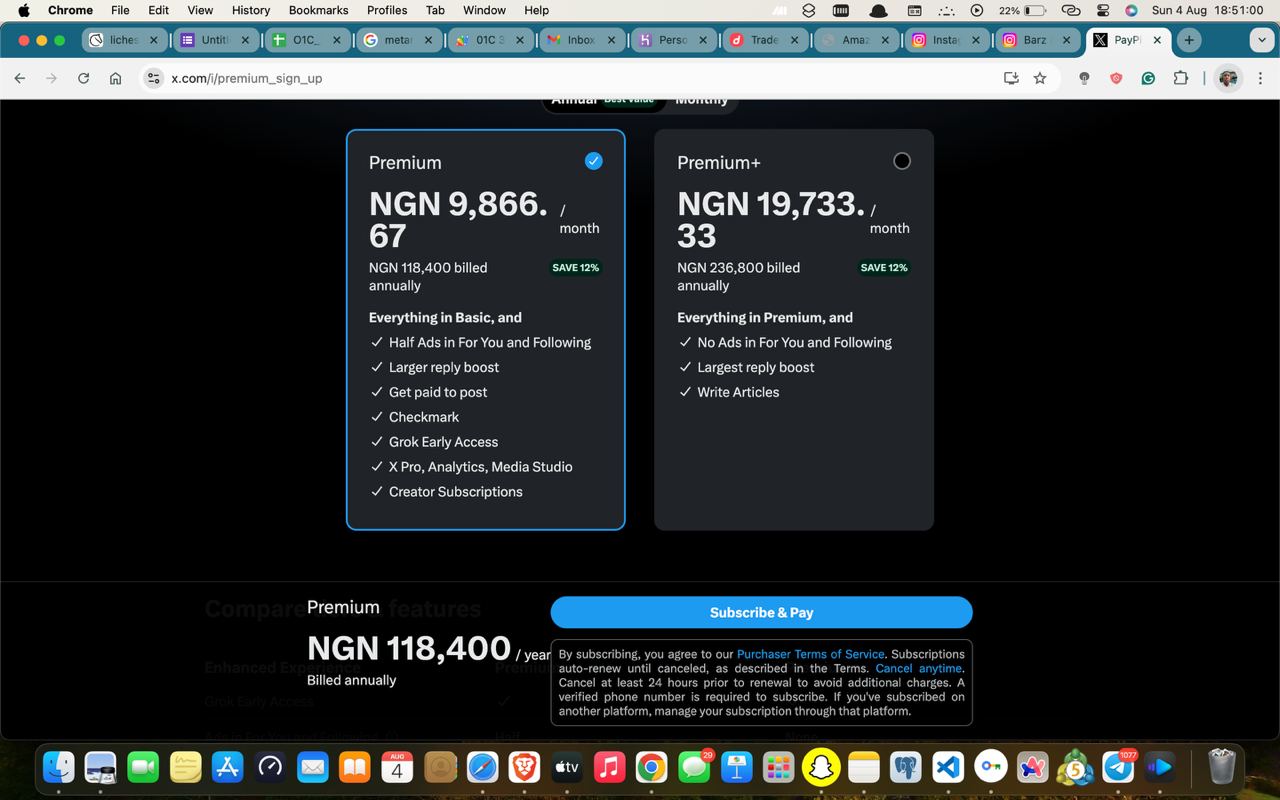 Chrome File Edit View History Bookmarks Profiles Tab Window Help 22% Sun 4 Aug 18:51:00
liches Untitl O1C_ metar 01C 3 Inbox Perso Trade Amaz Insta Barz PayP
x.com/i/premium_sign_up
Annual Best Value Monthly
Premium
NGN 9,866.
67
/
month
NGN 118,400 billed
annually
SAVE 12%
Everything in Basic, and
Half Ads in For You and Following
Larger reply boost
Get paid to post
Checkmark
Grok Early Access
X Pro, Analytics, Media Studio
Creator Subscriptions
Premium+
NGN 19,733.
33
/
month
NGN 236,800 billed
annually
SAVE 12%
Everything in Premium, and
No Ads in For You and Following
Largest reply boost
Write Articles
Premium
NGN 118,400 / year
Billed annually
Compare features
Enhanced Experience Premium
Grok Early Access
Subscribe & Pay
By subscribing, you agree to our Purchaser Terms of Service. Subscriptions
auto-renew until canceled, as described in the Terms. Cancel anytime.
Cancel at least 24 hours prior to renewal to avoid additional charges. A
verified phone number is required to subscribe. If you've subscribed on
another platform, manage your subscription through that platform.
AUG
4
tv
29
5
1077